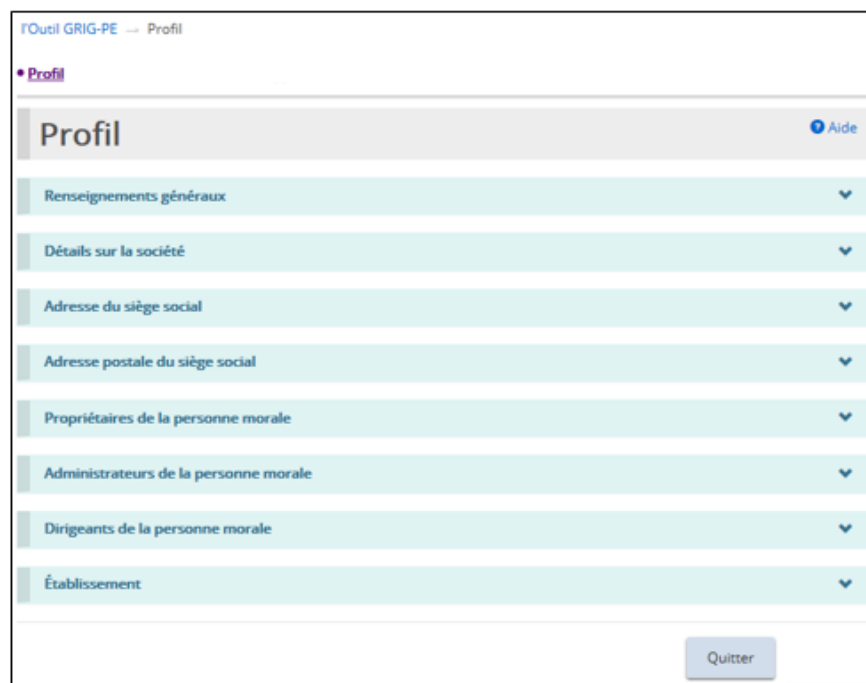 l'Outil GRIG-PE → Profil
• Profil
Profil
? Aide
Renseignements généraux
Détails sur la société
Adresse du siège social
Adresse postale du siège social
Propriétaires de la personne morale
Administrateurs de la personne morale
Dirigeants de la personne morale
Établissement
Quitter